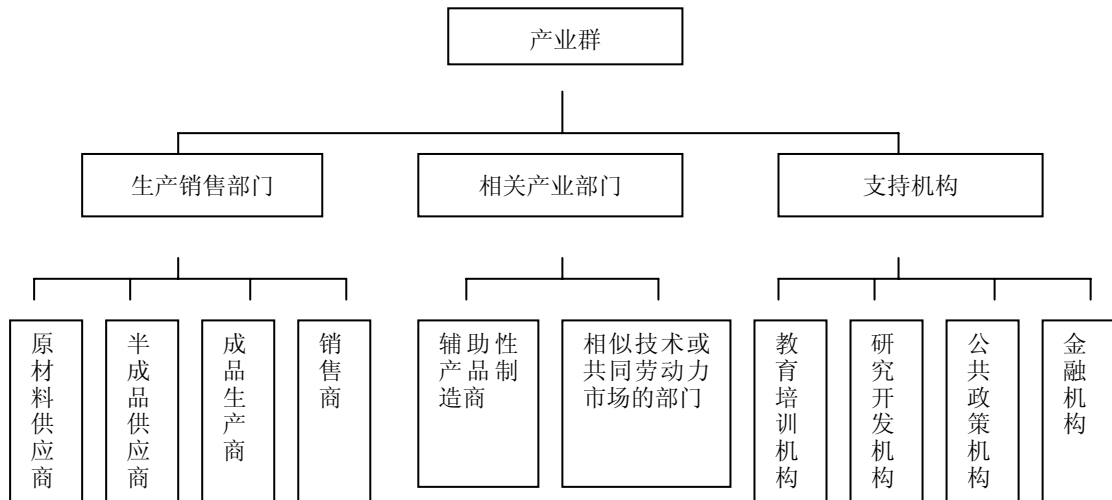 产业群
生产销售部门
相关产业部门
支持机构
原材料供应商
半成品供应商
成品生产商
销售商
辅助性
产品制
造商
相似技术或
共同劳动力
市场的部门
教育培训机构
研究开发机构
公共政策机构
金融机构